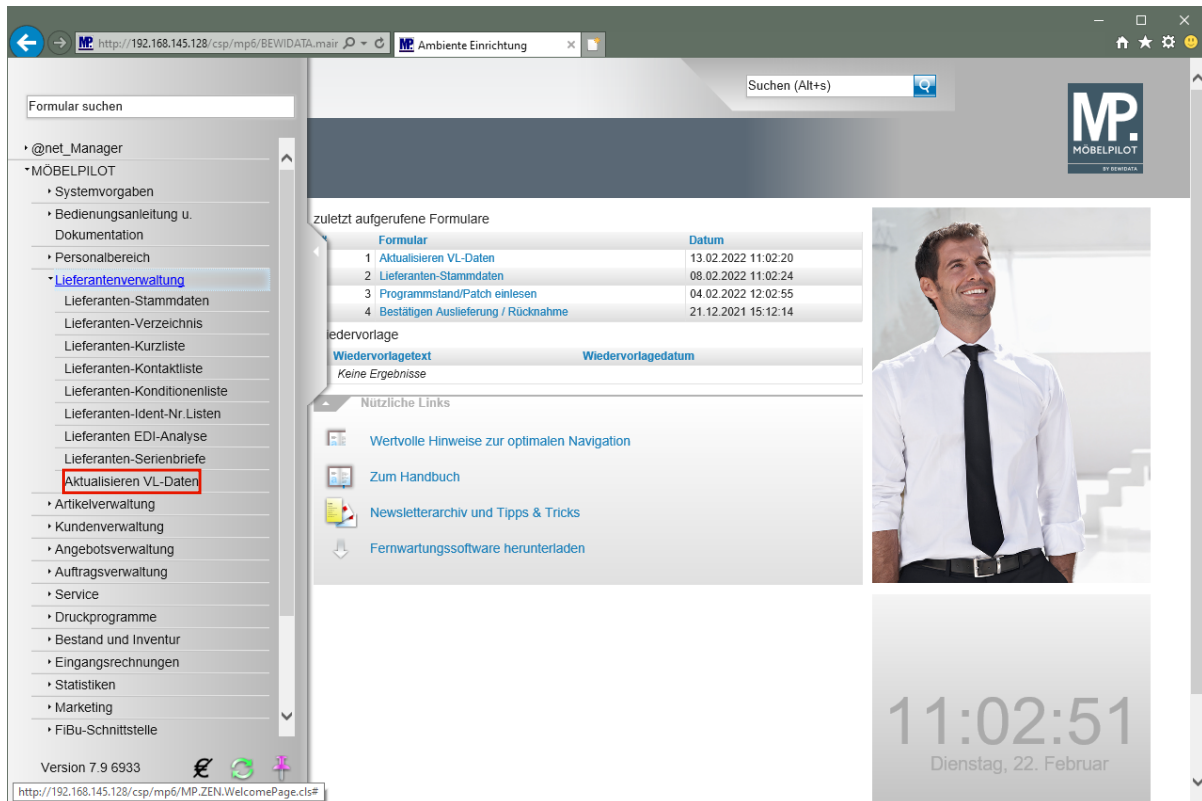 http://192.168.145.128/csp/mp6/BEWIDATA.mair
MP. Ambiente Einrichtung
Suchen (Alt+s)
MP.
MÖBELPILOT
BY BEWIDATA
Formular suchen
@net_Manager
MÖBELPILOT
Systemvorgaben
Bedienungsanleitung u.
Dokumentation
Personalbereich
Lieferantenverwaltung
Lieferanten-Stammdaten
Lieferanten-Verzeichnis
Lieferanten-Kurzliste
Lieferanten-Kontaktliste
Lieferanten-Konditionenliste
Lieferanten-Ident-Nr.Listen
Lieferanten EDI-Analyse
Lieferanten-Serienbriefe
Aktualisieren VL-Daten
Artikelverwaltung
Kundenverwaltung
Angebotsverwaltung
Auftragsverwaltung
Service
Druckprogramme
Bestand und Inventur
Eingangsrechnungen
Statistiken
Marketing
FiBu-Schnittstelle
Version 7.9 6933
http://192.168.145.128/csp/mp6/MP.ZEN.WelcomePage.cls#
zuletzt aufgerufene Formulare
Formular Datum
1 Aktualisieren VL-Daten 13.02.2022 11:02:20
2 Lieferanten-Stammdaten 08.02.2022 11:02:24
3 Programmstand/Patch einlesen 04.02.2022 12:02:55
4 Bestätigen Auslieferung / Rücknahme 21.12.2021 15:12:14
iedervorlage
Wiedervorlagetext Wiedervorlagedatum
Keine Ergebnisse
Nützliche Links
Wertvolle Hinweise zur optimalen Navigation
Zum Handbuch
Newsletterarchiv und Tipps & Tricks
Fernwartungssoftware herunterladen
11:02:51
Dienstag, 22. Februar